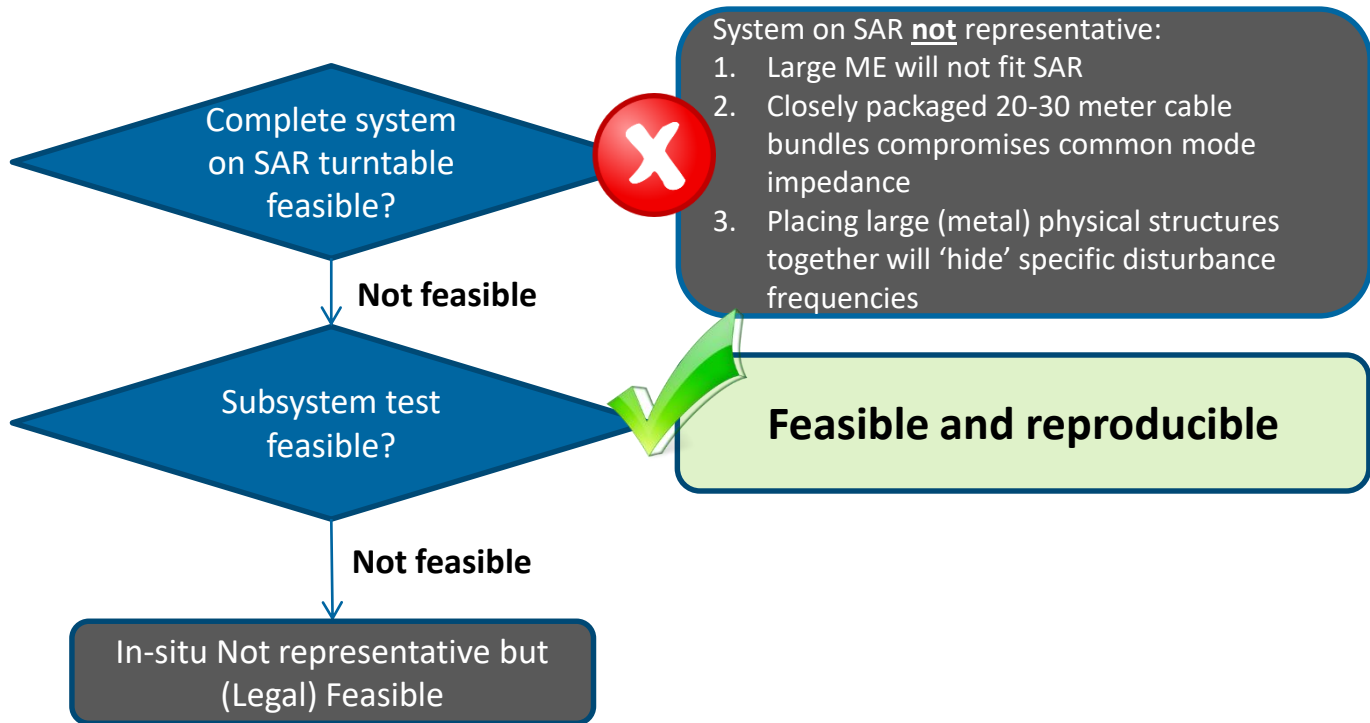 System on SAR not representative:
1. Large ME will not fit SAR
2. Closely packaged 20-30 meter cable
bundles compromises common mode
impedance
3. Placing large (metal) physical structures
together will ‘hide’ specific disturbance
frequencies
Complete system
on SAR turntable
feasible?
Not feasible
Subsystem test
feasible?
Feasible and reproducible
Not feasible
In-situ Not representative but
(Legal) Feasible